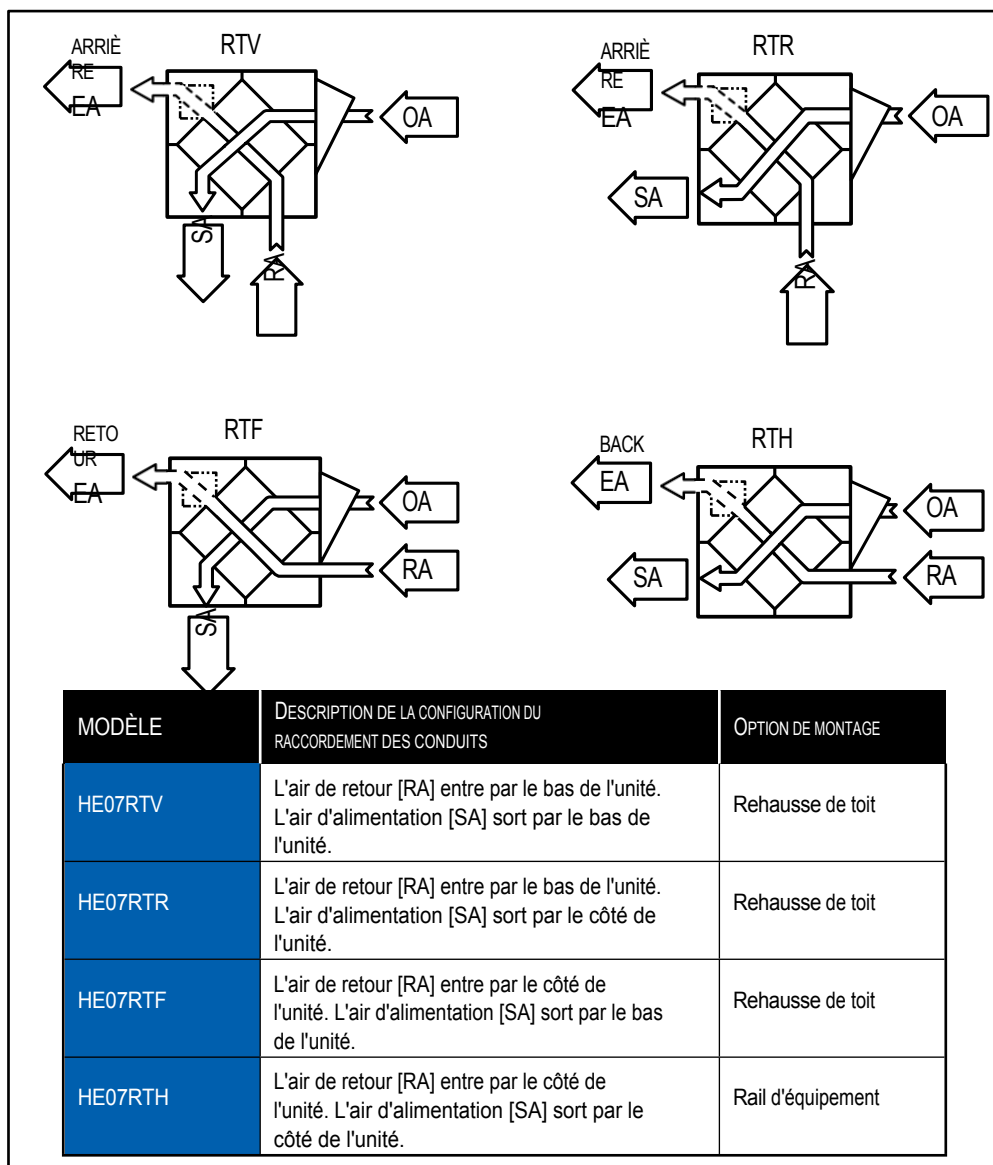 RTV
ARRIÈ
RE
EA
OA
SA
RA
RTR
ARRIÈ
RE
EA
OA
SA
RA
RTF
RETO
UR
EA
OA
RA
SA
RTH
BACK
EA
OA
SA
RA
MODÈLE
DESCRIPTION DE LA CONFIGURATION DU
RACCORDEMENT DES CONDUITS
OPTION DE MONTAGE
HE07RTV
L'air de retour [RA] entre par le bas de l'unité.
L'air d'alimentation [SA] sort par le bas de
l'unité.
Rehausse de toit
HE07RTR
L'air de retour [RA] entre par le bas de l'unité.
L'air d'alimentation [SA] sort par le côté de
l'unité.
Rehausse de toit
HE07RTF
L'air de retour [RA] entre par le côté de
l'unité. L'air d'alimentation [SA] sort par le bas
de l'unité.
Rehausse de toit
HE07RTH
L'air de retour [RA] entre par le côté de
l'unité. L'air d'alimentation [SA] sort par le
côté de l'unité.
Rail d'équipement